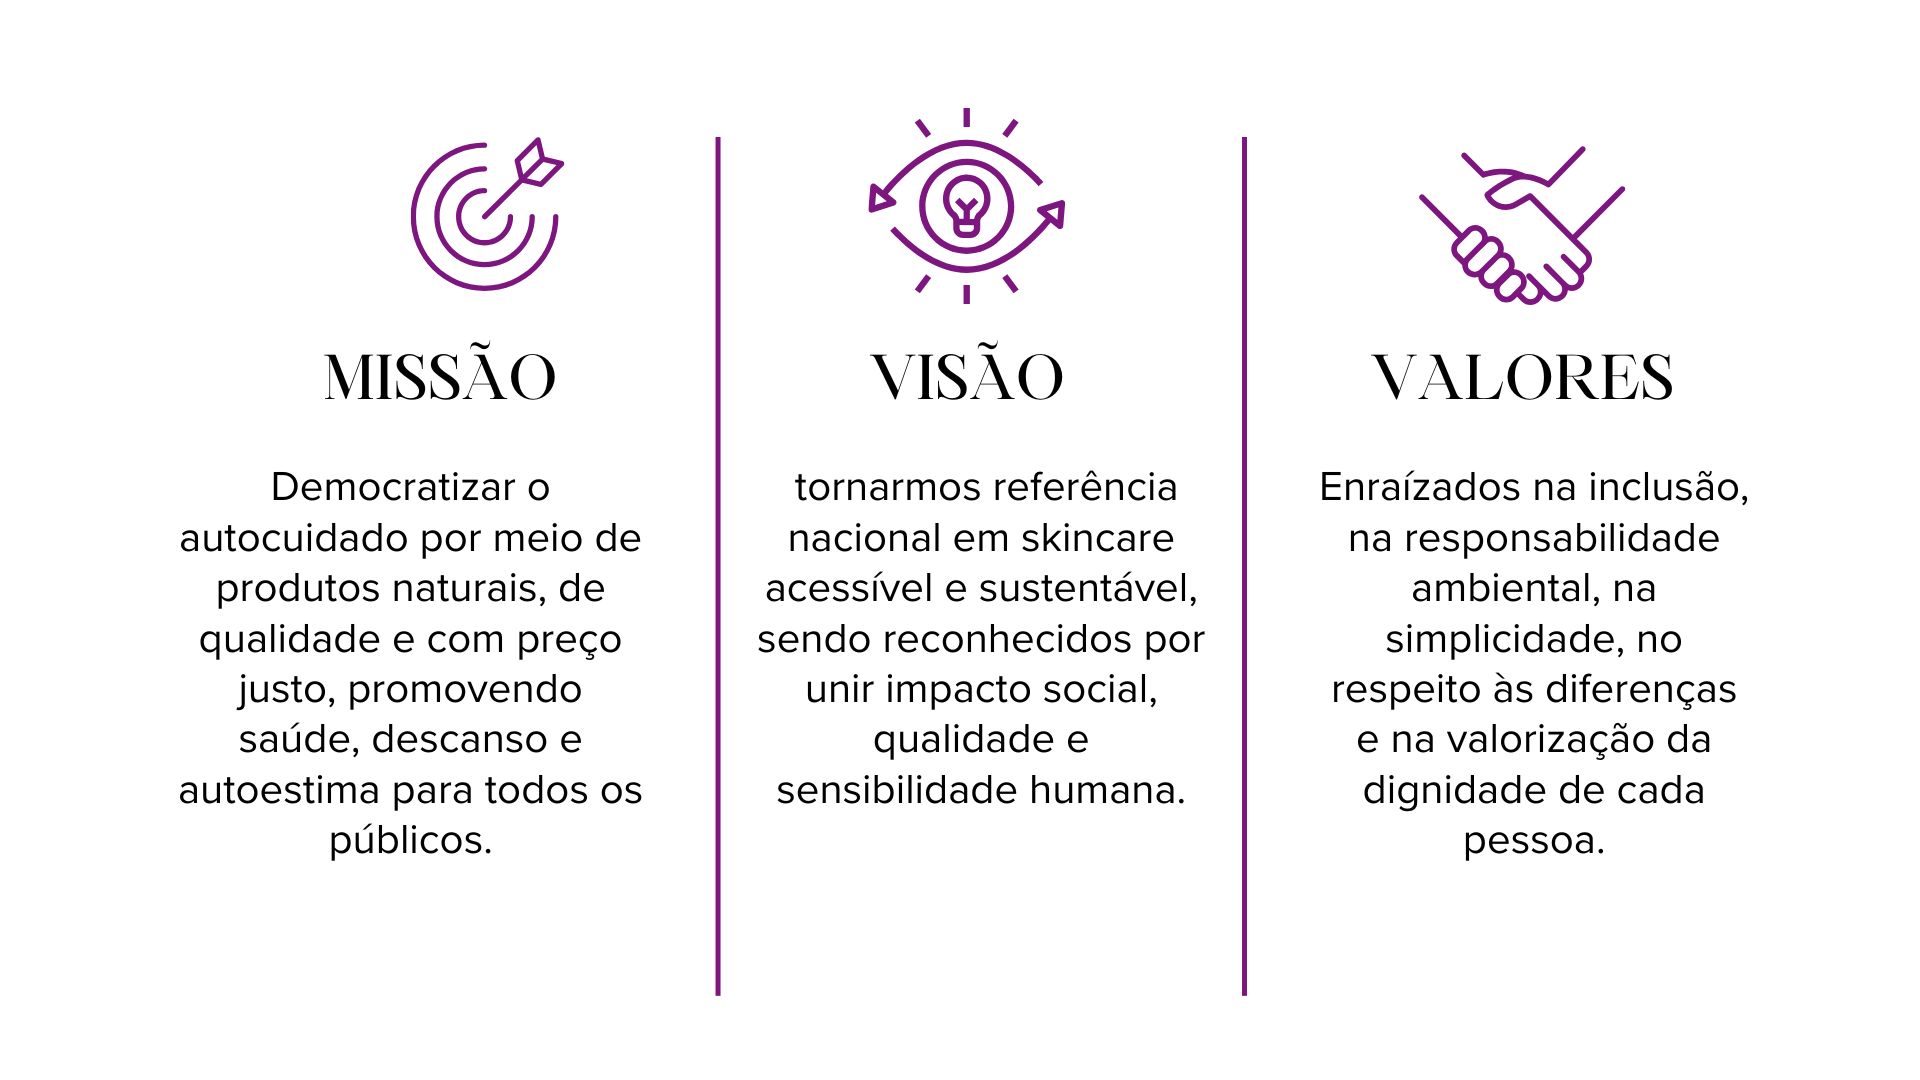 MISSÃO
Democratizar o
autocuidado por meio de
produtos naturais, de
qualidade e com preço
justo, promovendo
saúde, descanso e
autoestima para todos os
públicos.
VISÃO
tornarmos referência
nacional em skincare
acessível e sustentável,
sendo reconhecidos por
unir impacto social,
qualidade e
sensibilidade humana.
VALORES
Enraízados na inclusão,
na responsabilidade
ambiental, na
simplicidade, no
respeito às diferenças
e na valorização da
dignidade de cada
pessoa.